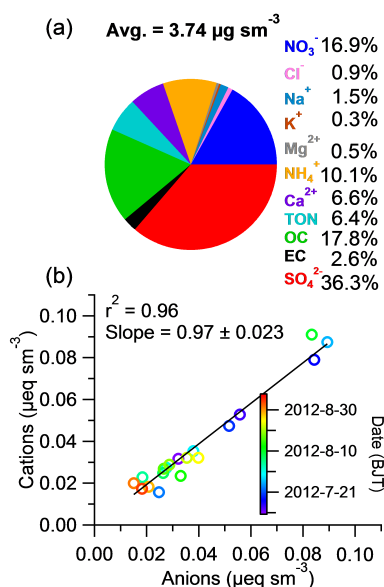 (a)
Avg. = 3.74 µg sm⁻³
NO₃⁻ 16.9%
Cl⁻ 0.9%
Na⁺ 1.5%
K⁺ 0.3%
Mg²⁺ 0.5%
NH₄⁺ 10.1%
Ca²⁺ 6.6%
TON 6.4%
OC 17.8%
EC 2.6%
SO₄²⁻ 36.3%
(b)
r² = 0.96
Slope = 0.97 ± 0.023
Cations (µeq sm⁻³)
0.10
0.08
0.06
0.04
0.02
0.00
2012-8-30
2012-8-10
2012-7-21
Date (BJT)
0.00 0.02 0.04 0.06 0.08 0.10
Anions (µeq sm⁻³)